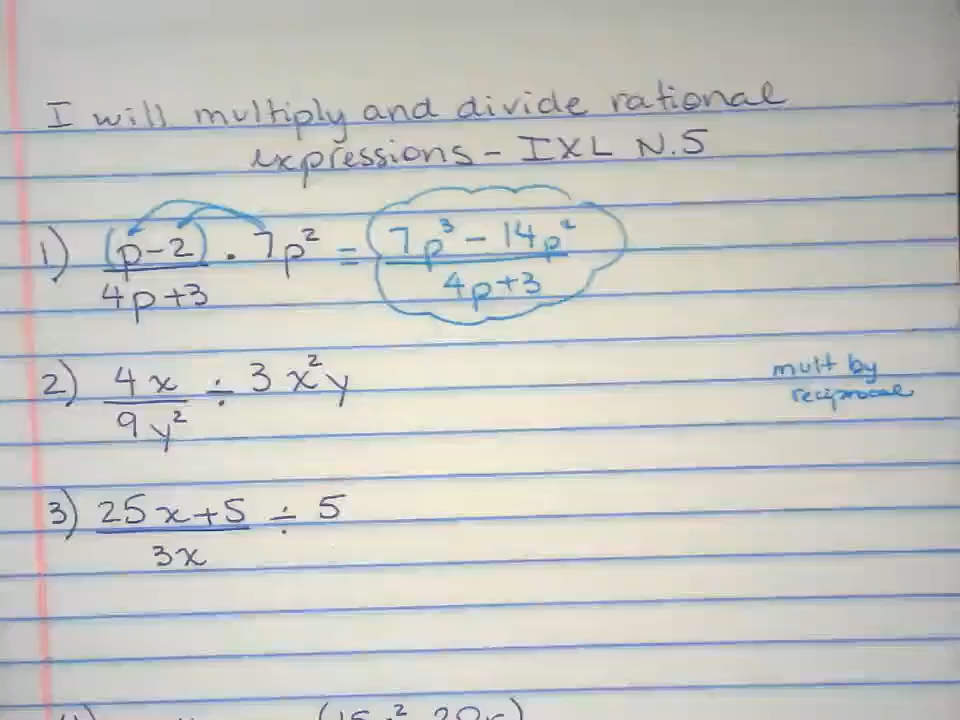 I will multiply and divide rational
expressions - IXL N.5
1) (p-2)/(4p+3) · 7p² = (7p³ - 14p²)/(4p+3)
2) 4x/9y² ÷ 3x²y
mult by
reciprocal
3) (25x+5)/3x ÷ 5